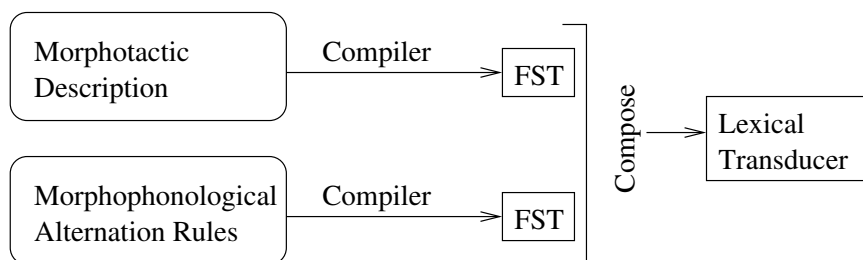 Morphotactic
Description
Compiler
FST
Morphophonological
Alternation Rules
Compiler
FST
Compose
Lexical
Transducer